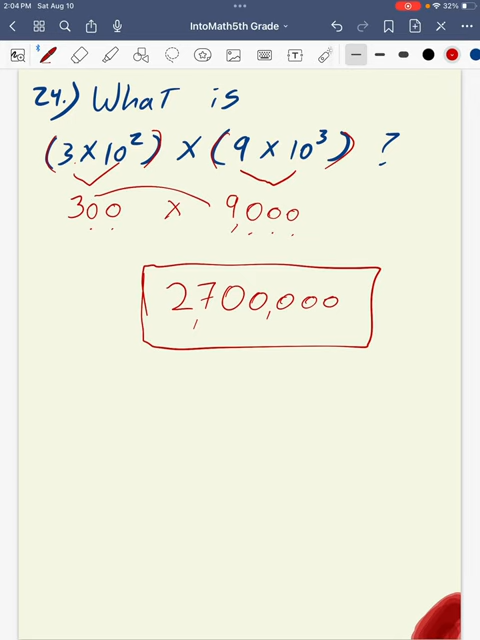 2:04 PM Sat Aug 10 32%
IntoMath5th Grade
24.) What is
(3 x 10²) x (9 x 10³) ?
300 x 9,000
2,700,000